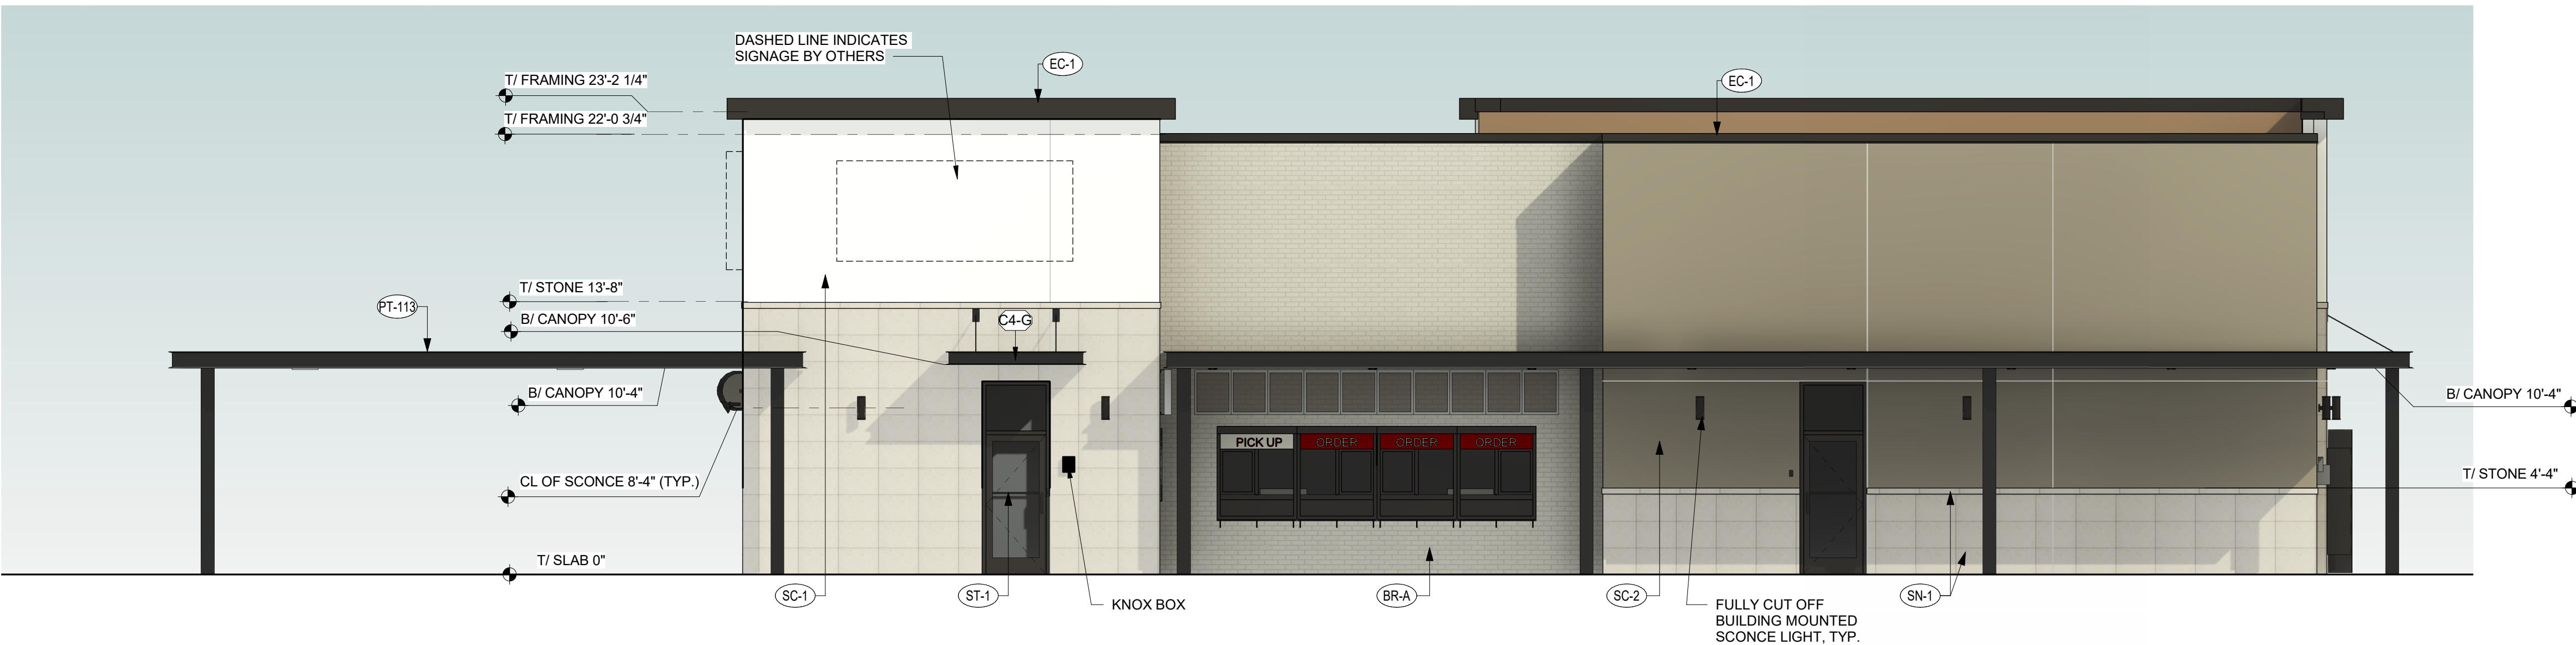 DASHED LINE INDICATES
SIGNAGE BY OTHERS
EC-1
EC-1
T/ FRAMING 23'-2 1/4"
T/ FRAMING 22'-0 3/4"
T/ STONE 13'-8"
PT-113
B/ CANOPY 10'-6"
C4-G
B/ CANOPY 10'-4"
B/ CANOPY 10'-4"
PICK UP
ORDER
ORDER
ORDER
CL OF SCONCE 8'-4" (TYP.)
T/ STONE 4'-4"
T/ SLAB 0"
SC-1
ST-1
KNOX BOX
BR-A
SC-2
FULLY CUT OFF
BUILDING MOUNTED
SCONCE LIGHT, TYP.
SN-1